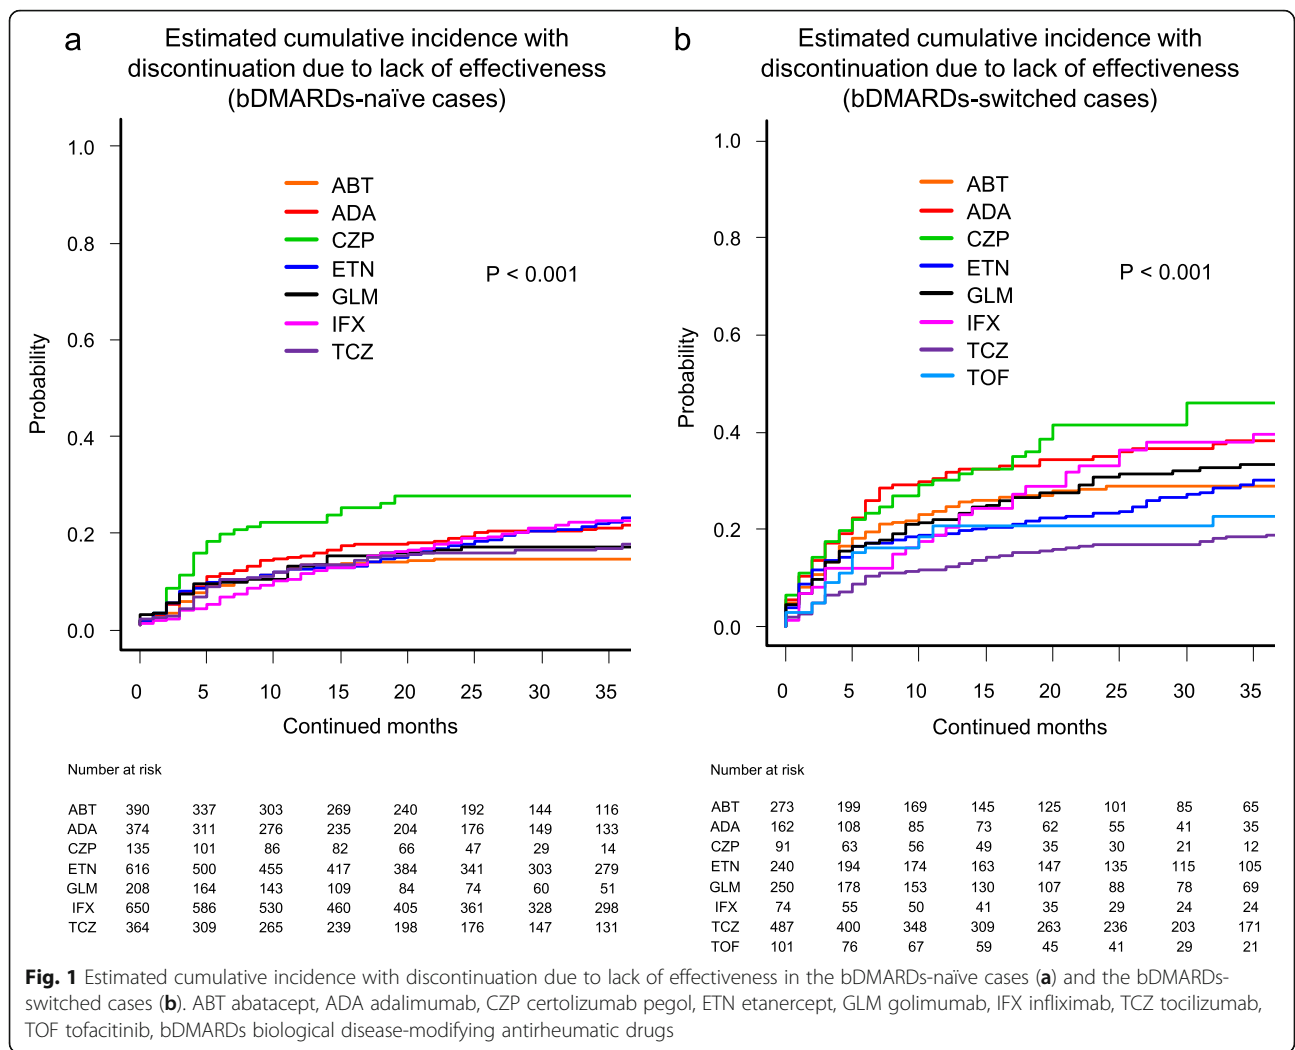 a
Estimated cumulative incidence with
discontinuation due to lack of effectiveness
(bDMARDs-naïve cases)
1.0
0.8
0.6
0.4
0.2
0.0
Probability
ABT
ADA
CZP
ETN
GLM
IFX
TCZ
P < 0.001
0 5 10 15 20 25 30 35
Continued months
Number at risk
ABT 390 337 303 269 240 192 144 116
ADA 374 311 276 235 204 176 149 133
CZP 135 101 86 82 66 47 29 14
ETN 616 500 455 417 384 341 303 279
GLM 208 164 143 109 84 74 60 51
IFX 650 586 530 460 405 361 328 298
TCZ 364 309 265 239 198 176 147 131
b
Estimated cumulative incidence with
discontinuation due to lack of effectiveness
(bDMARDs-switched cases)
1.0
0.8
0.6
0.4
0.2
0.0
Probability
ABT
ADA
CZP
ETN
GLM
IFX
TCZ
TOF
P < 0.001
0 5 10 15 20 25 30 35
Continued months
Number at risk
ABT 273 199 169 145 125 101 85 65
ADA 162 108 85 73 62 55 41 35
CZP 91 63 56 49 35 30 21 12
ETN 240 194 174 163 147 135 115 105
GLM 250 178 153 130 107 88 78 69
IFX 74 55 50 41 35 29 24 24
TCZ 487 400 348 309 263 236 203 171
TOF 101 76 67 59 45 41 29 21
Fig. 1 Estimated cumulative incidence with discontinuation due to lack of effectiveness in the bDMARDs-naïve cases (a) and the bDMARDs-
switched cases (b). ABT abatacept, ADA adalimumab, CZP certolizumab pegol, ETN etanercept, GLM golimumab, IFX infliximab, TCZ tocilizumab,
TOF tofacitinib, bDMARDs biological disease-modifying antirheumatic drugs